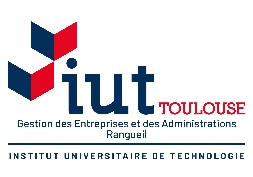 iut TOULOUSE
Gestion des Entreprises et des Administrations
Rangueil
INSTITUT UNIVERSITAIRE DE TECHNOLOGIE